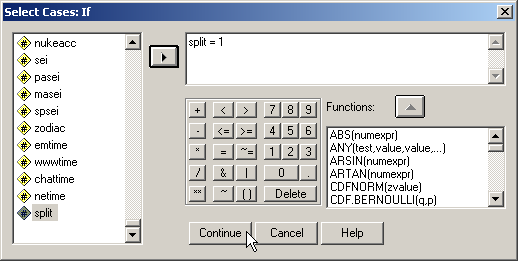 Select Cases: If
nukeacc
sei
pasei
masei
spsei
zodiac
emtime
wwwtime
chattime
netime
split
split = 1
+ < > 7 8 9
- <= >= 4 5 6
* = ~= 1 2 3
/ & | 0 .
** ~ ( ) Delete
Functions:
ABS(numexpr)
ANY(test,value,value,...)
ARSIN(numexpr)
ARTAN(numexpr)
CDFNORM(zvalue)
CDF.BERNOULLI(q,p)
Continue Cancel Help